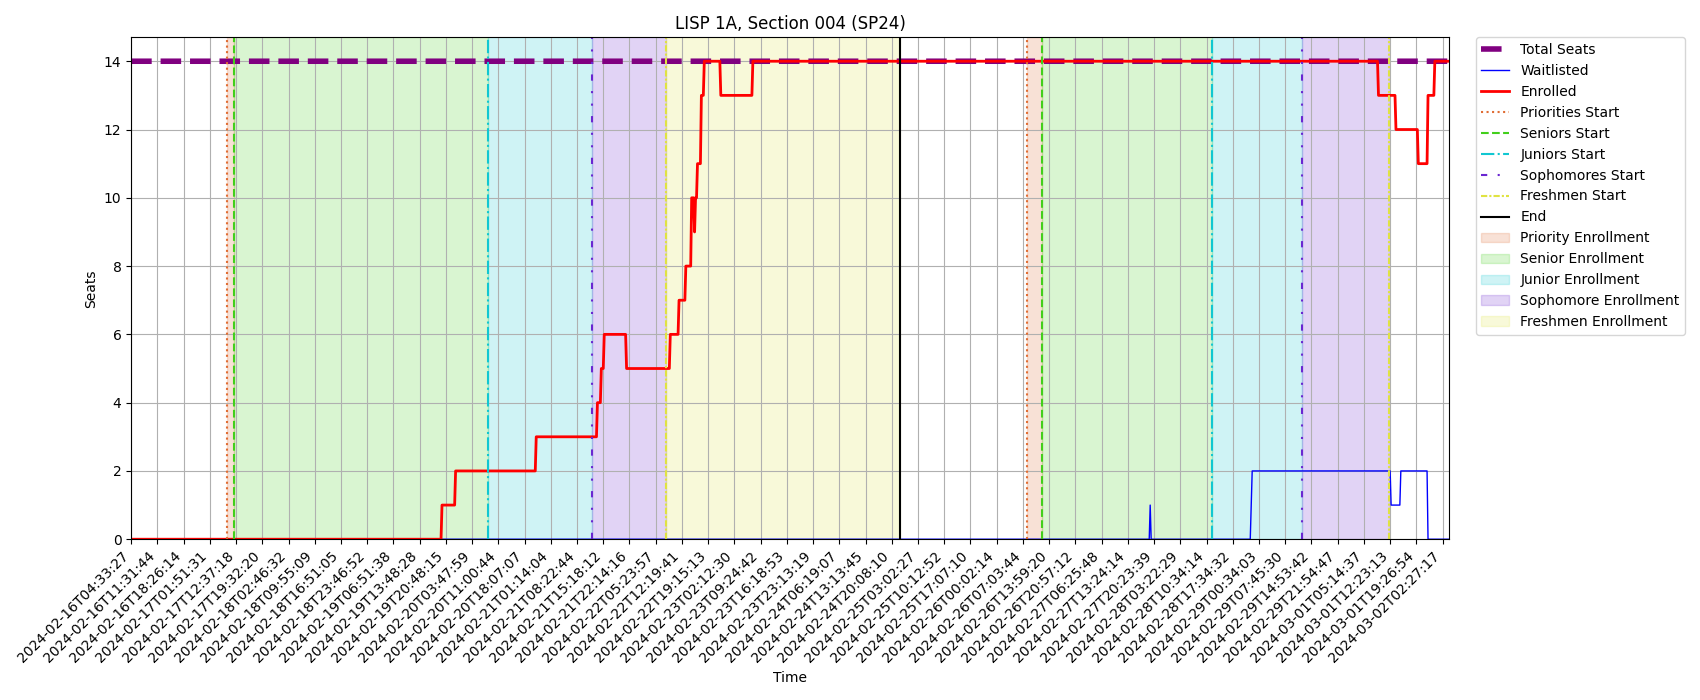 LISP 1A, Section 004 (SP24)
Seats
14
12
10
8
6
4
2
0
2024-02-16T04:33:27
2024-02-16T11:31:44
2024-02-16T18:26:14
2024-02-17T01:51:31
2024-02-17T12:37:18
2024-02-17T19:32:20
2024-02-18T02:46:32
2024-02-18T09:55:09
2024-02-18T16:51:05
2024-02-18T23:46:52
2024-02-19T06:51:38
2024-02-19T13:48:28
2024-02-19T20:48:15
2024-02-20T03:47:59
2024-02-20T11:00:44
2024-02-20T18:07:07
2024-02-21T01:14:04
2024-02-21T08:22:44
2024-02-21T15:18:12
2024-02-21T22:14:16
2024-02-22T05:23:57
2024-02-22T12:19:41
2024-02-22T19:15:13
2024-02-23T02:12:30
2024-02-23T09:24:42
2024-02-23T16:18:53
2024-02-23T23:13:19
2024-02-24T06:19:07
2024-02-24T13:13:45
2024-02-24T20:08:10
2024-02-25T03:02:27
2024-02-25T10:12:52
2024-02-25T17:07:10
2024-02-26T00:02:14
2024-02-26T07:03:44
2024-02-26T13:59:20
2024-02-26T20:57:12
2024-02-27T06:25:48
2024-02-27T13:24:14
2024-02-27T20:23:39
2024-02-28T03:22:29
2024-02-28T10:34:14
2024-02-28T17:34:32
2024-02-29T00:34:03
2024-02-29T07:45:30
2024-02-29T14:53:42
2024-02-29T21:54:47
2024-03-01T05:14:37
2024-03-01T12:23:13
2024-03-01T19:26:54
2024-03-02T02:27:17
Time
Total Seats
Waitlisted
Enrolled
Priorities Start
Seniors Start
Juniors Start
Sophomores Start
Freshmen Start
End
Priority Enrollment
Senior Enrollment
Junior Enrollment
Sophomore Enrollment
Freshmen Enrollment